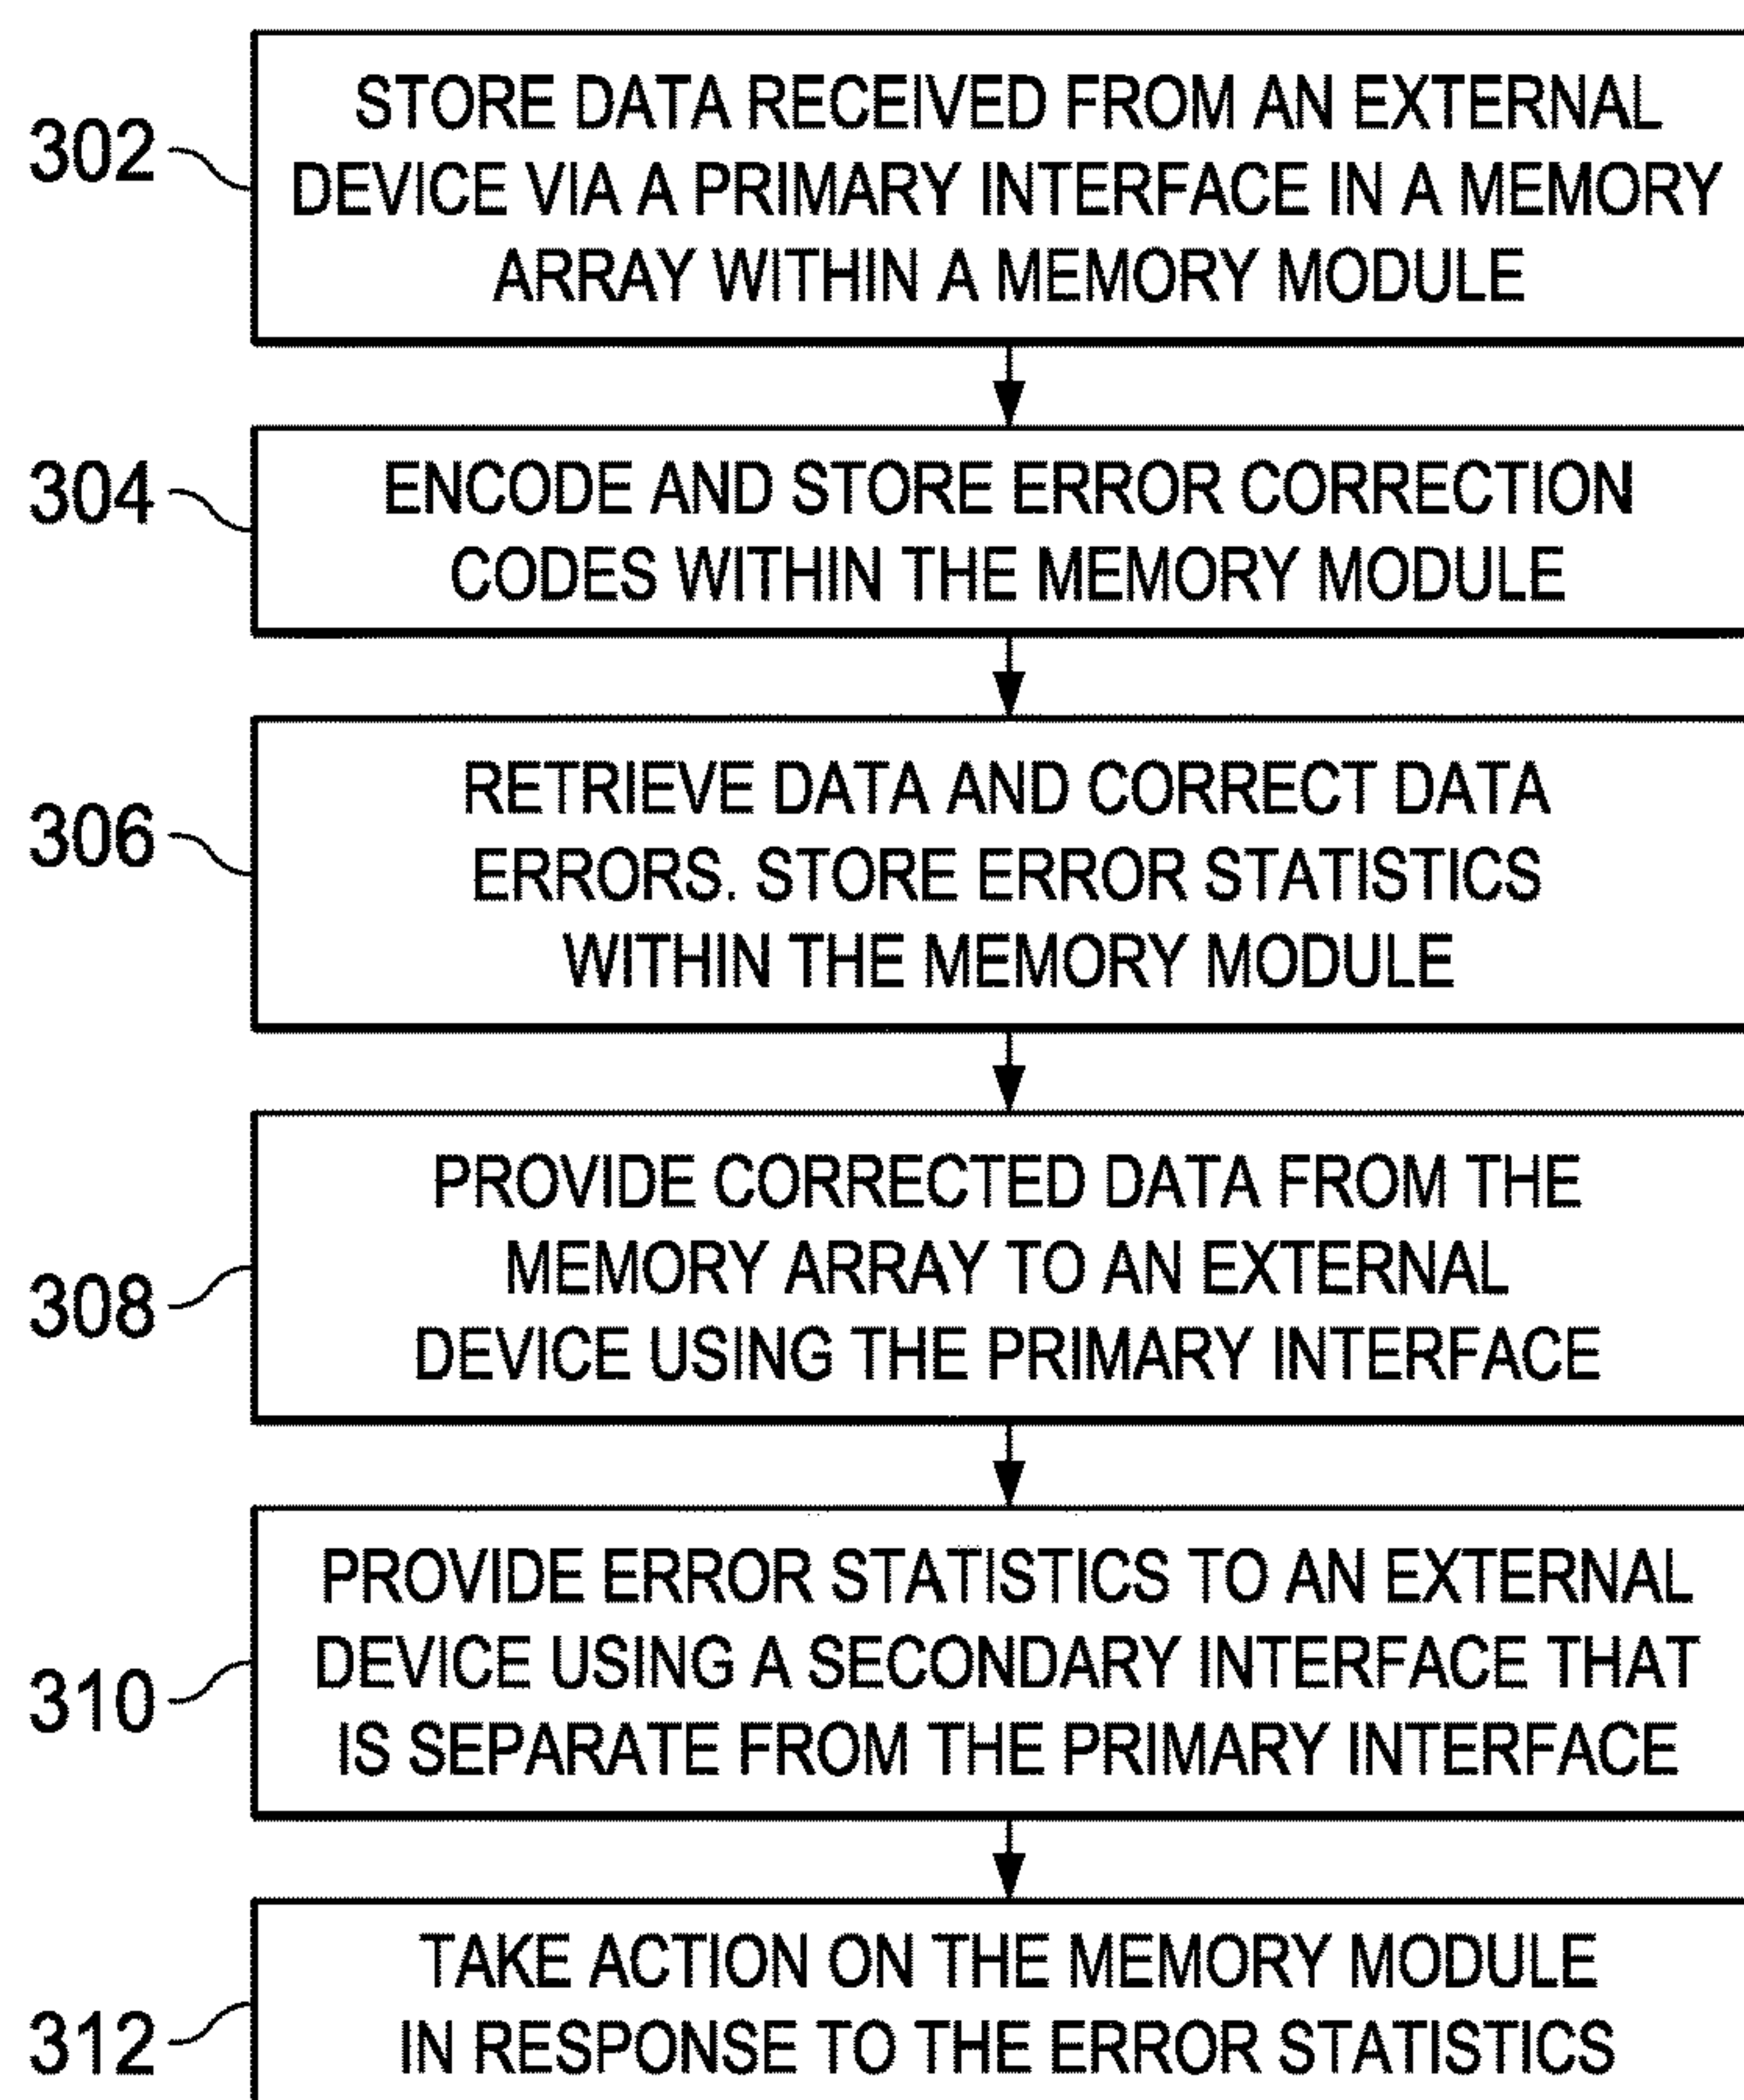 302
STORE DATA RECEIVED FROM AN EXTERNAL
DEVICE VIA A PRIMARY INTERFACE IN A MEMORY
ARRAY WITHIN A MEMORY MODULE
304
ENCODE AND STORE ERROR CORRECTION
CODES WITHIN THE MEMORY MODULE
306
RETRIEVE DATA AND CORRECT DATA
ERRORS. STORE ERROR STATISTICS
WITHIN THE MEMORY MODULE
308
PROVIDE CORRECTED DATA FROM THE
MEMORY ARRAY TO AN EXTERNAL
DEVICE USING THE PRIMARY INTERFACE
310
PROVIDE ERROR STATISTICS TO AN EXTERNAL
DEVICE USING A SECONDARY INTERFACE THAT
IS SEPARATE FROM THE PRIMARY INTERFACE
312
TAKE ACTION ON THE MEMORY MODULE
IN RESPONSE TO THE ERROR STATISTICS